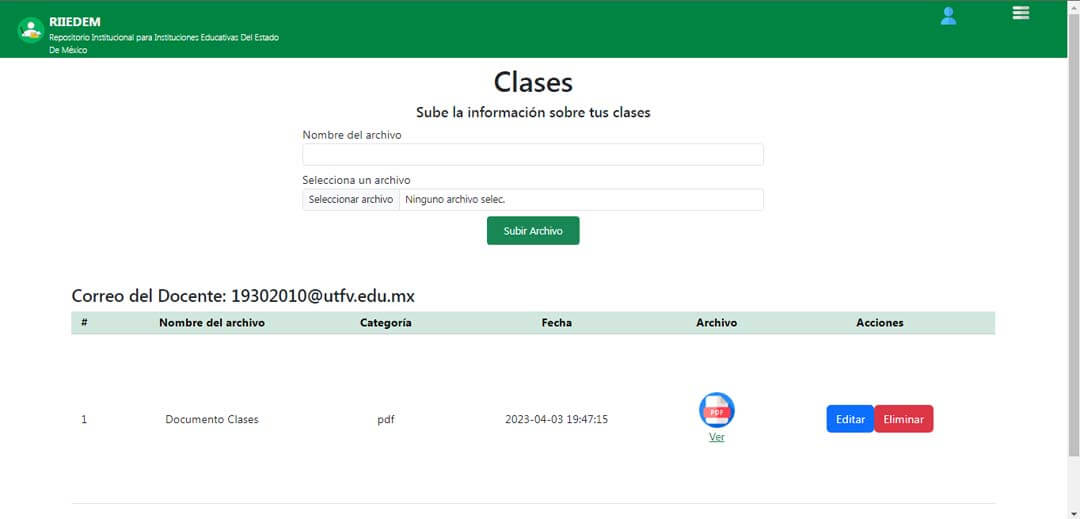 RIIEDEM
Repositorio Institucional para Instituciones Educativas Del Estado
De México
Clases
Sube la información sobre tus clases
Nombre del archivo
Selecciona un archivo
Seleccionar archivo Ninguno archivo selec.
Subir Archivo
Correo del Docente: 19302010@utfv.edu.mx
# Nombre del archivo Categoría Fecha Archivo Acciones
PDF
1 Documento Clases pdf 2023-04-03 19:47:15 Editar Eliminar
Ver